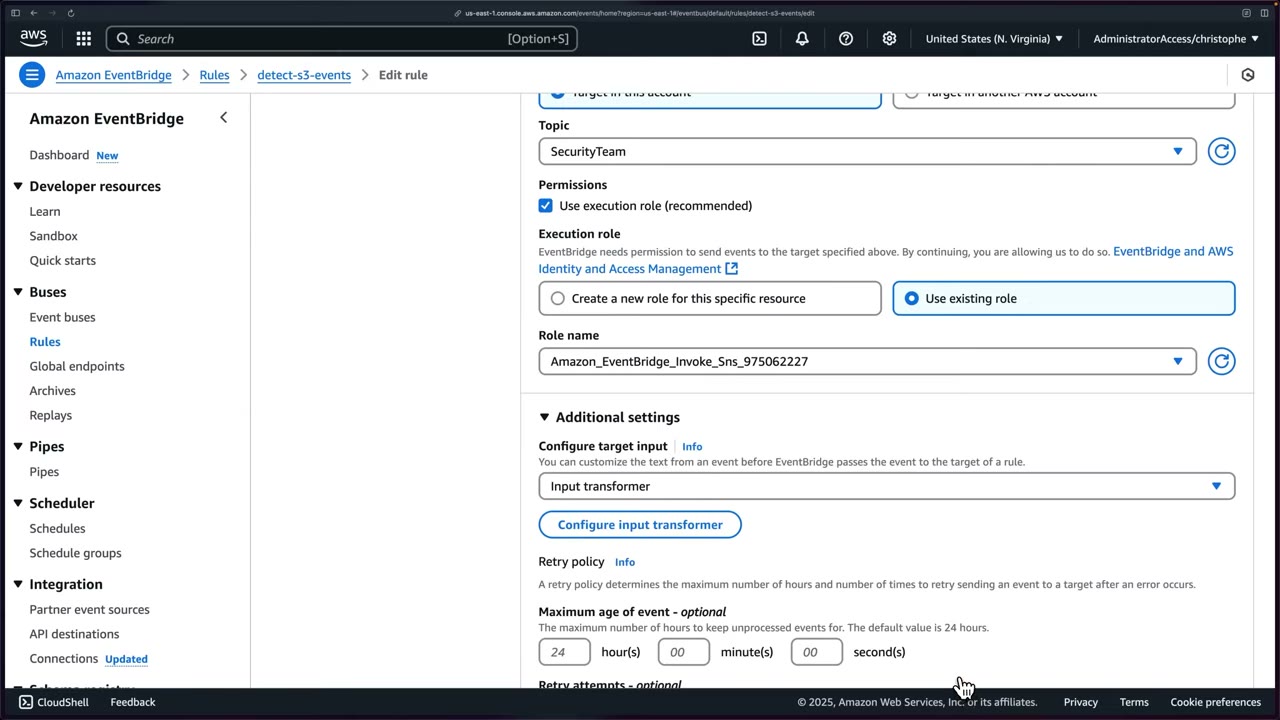 us-east-1.console.aws.amazon.com/events/home?region=us-east-1#/eventbus/default/rules/detect-s3-events/edit
aws
Search
[Option+S]
United States (N. Virginia)
AdministratorAccess/christophe
Amazon EventBridge
Rules
detect-s3-events
Edit rule
Amazon EventBridge
Dashboard New
Developer resources
Learn
Sandbox
Quick starts
Buses
Event buses
Rules
Global endpoints
Archives
Replays
Pipes
Pipes
Scheduler
Schedules
Schedule groups
Integration
Partner event sources
API destinations
Connections Updated
Schema registry
Target in this account
Target in another AWS account
Topic
SecurityTeam
Permissions
Use execution role (recommended)
Execution role
EventBridge needs permission to send events to the target specified above. By continuing, you are allowing us to do so. EventBridge and AWS
Identity and Access Management
Create a new role for this specific resource
Use existing role
Role name
Amazon_EventBridge_Invoke_Sns_975062227
Additional settings
Configure target input Info
You can customize the text from an event before EventBridge passes the event to the target of a rule.
Input transformer
Configure input transformer
Retry policy Info
A retry policy determines the maximum number of hours and number of times to retry sending an event to a target after an error occurs.
Maximum age of event - optional
The maximum number of hours to keep unprocessed events for. The default value is 24 hours.
24 hour(s) 00 minute(s) 00 second(s)
Retry attempts - optional
CloudShell
Feedback
© 2025, Amazon Web Services, Inc. or its affiliates.
Privacy
Terms
Cookie preferences